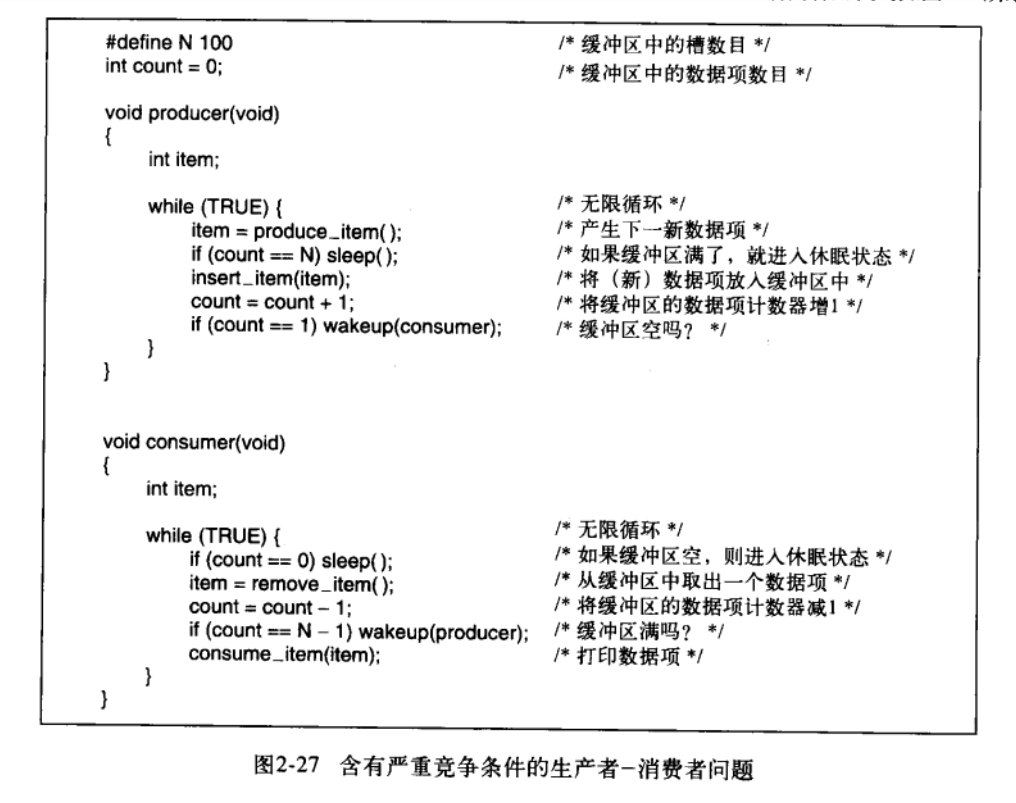 #define N 100 /* 缓冲区中的槽数目 */
int count = 0; /* 缓冲区中的数据项数目 */
void producer(void)
{
int item;
while (TRUE) { /* 无限循环 */
item = produce_item( ); /* 产生下一新数据项 */
if (count == N) sleep( ); /* 如果缓冲区满了，就进入休眠状态 */
insert_item(item); /* 将（新）数据项放入缓冲区中 */
count = count + 1; /* 将缓冲区的数据项计数器增1 */
if (count == 1) wakeup(consumer); /* 缓冲区空吗？ */
}
}
void consumer(void)
{
int item;
while (TRUE) { /* 无限循环 */
if (count == 0) sleep( ); /* 如果缓冲区空，则进入休眠状态 */
item = remove_item( ); /* 从缓冲区中取出一个数据项 */
count = count – 1; /* 将缓冲区的数据项计数器减1 */
if (count == N – 1) wakeup(producer); /* 缓冲区满吗？ */
consume_item(item); /* 打印数据项 */
}
}
图2-27 含有严重竞争条件的生产者-消费者问题